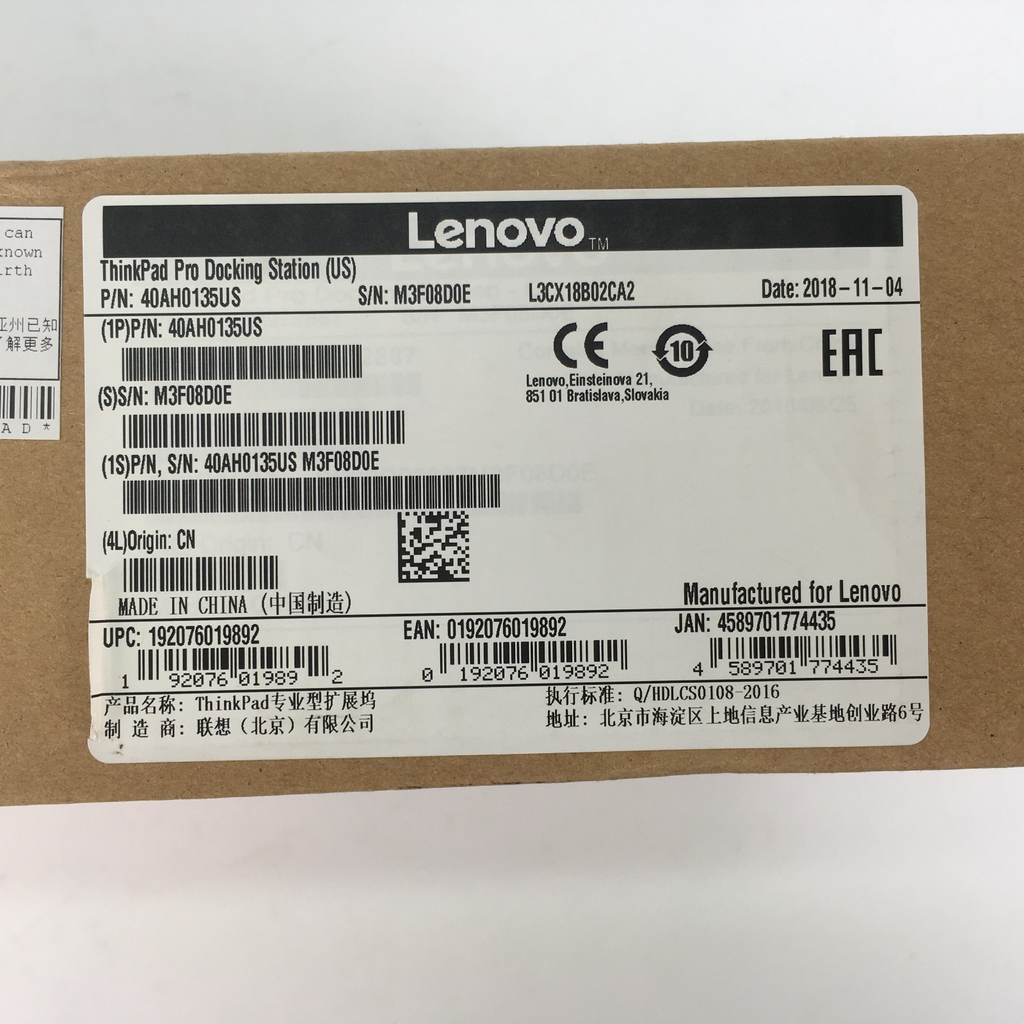 Lenovo™
ThinkPad Pro Docking Station (US)
P/N: 40AH0135US S/N: M3F08D0E L3CX18B02CA2 Date: 2018-11-04
(1P)P/N: 40AH0135US
CE 10 EAC
Lenovo,Einsteinova 21,
851 01 Bratislava,Slovakia
(S)S/N: M3F08D0E
(1S)P/N, S/N: 40AH0135US M3F08D0E
(4L)Origin: CN
MADE IN CHINA (中国制造)
Manufactured for Lenovo
UPC: 192076019892 EAN: 0192076019892 JAN: 4589701774435
1 92076 01989 2 0 192076 019892 4 589701 774435
产品名称: ThinkPad专业型扩展坞 执行标准: Q/HDLCS0108-2016
制 造 商: 联想（北京）有限公司 地址: 北京市海淀区上地信息产业基地创业路6号
can
亚州已知
了解更多
A D *